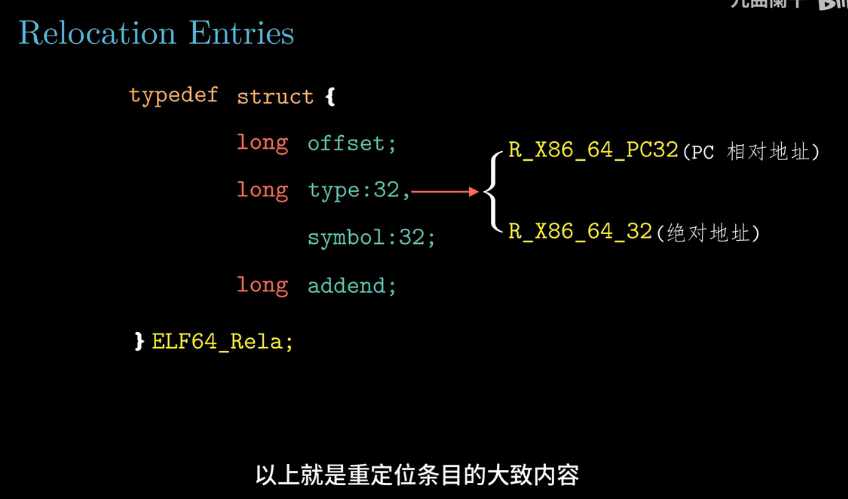 Relocation Entries
typedef struct {
long offset;
long type:32,
symbol:32;
long addend;
} ELF64_Rela;
R_X86_64_PC32(PC 相对地址)
R_X86_64_32(绝对地址)
以上就是重定位条目的大致内容